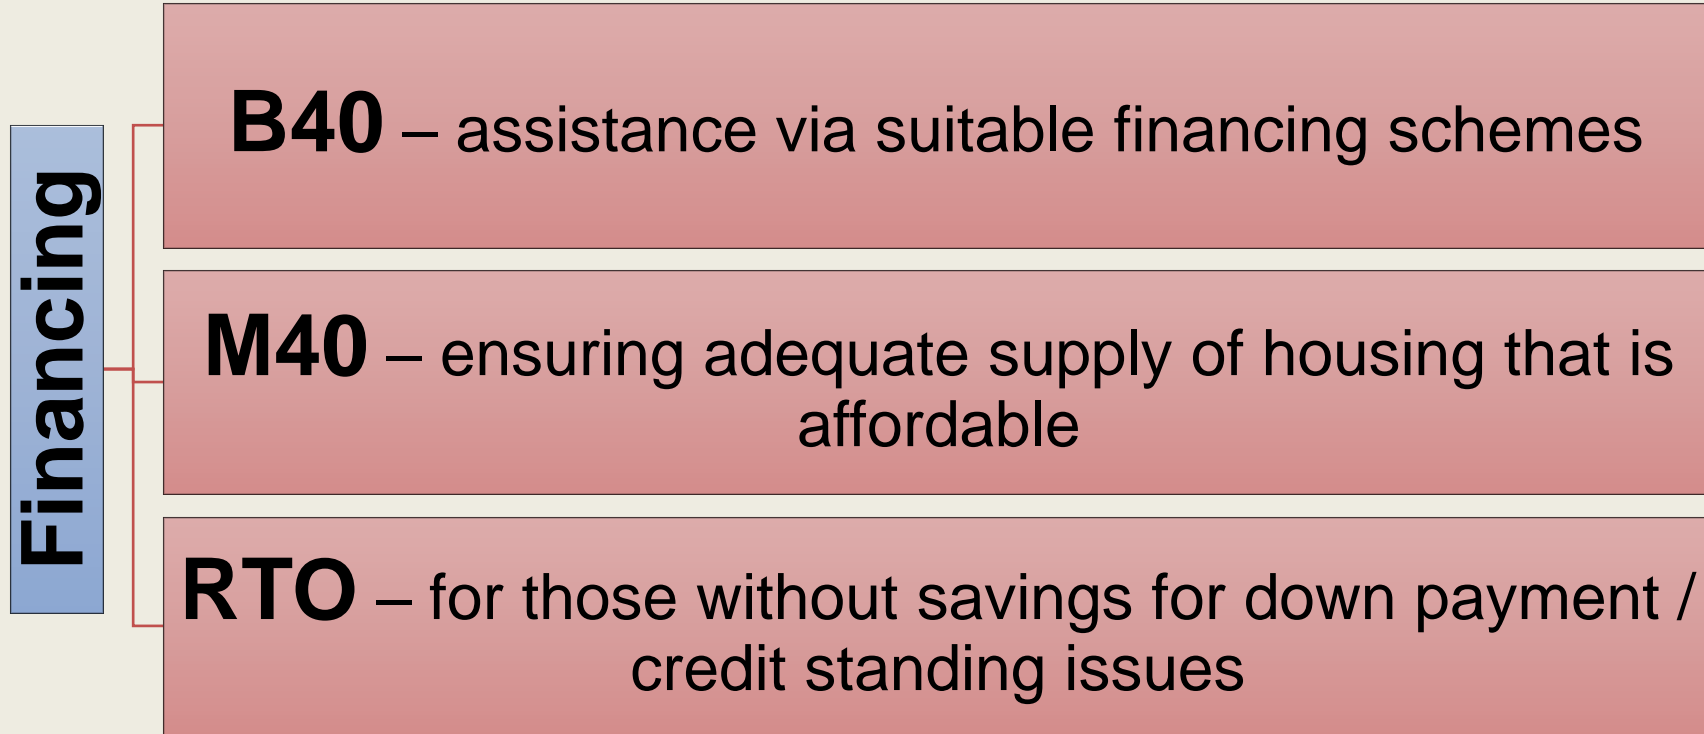 Financing
B40 – assistance via suitable financing schemes
M40 – ensuring adequate supply of housing that is
affordable
RTO – for those without savings for down payment /
credit standing issues